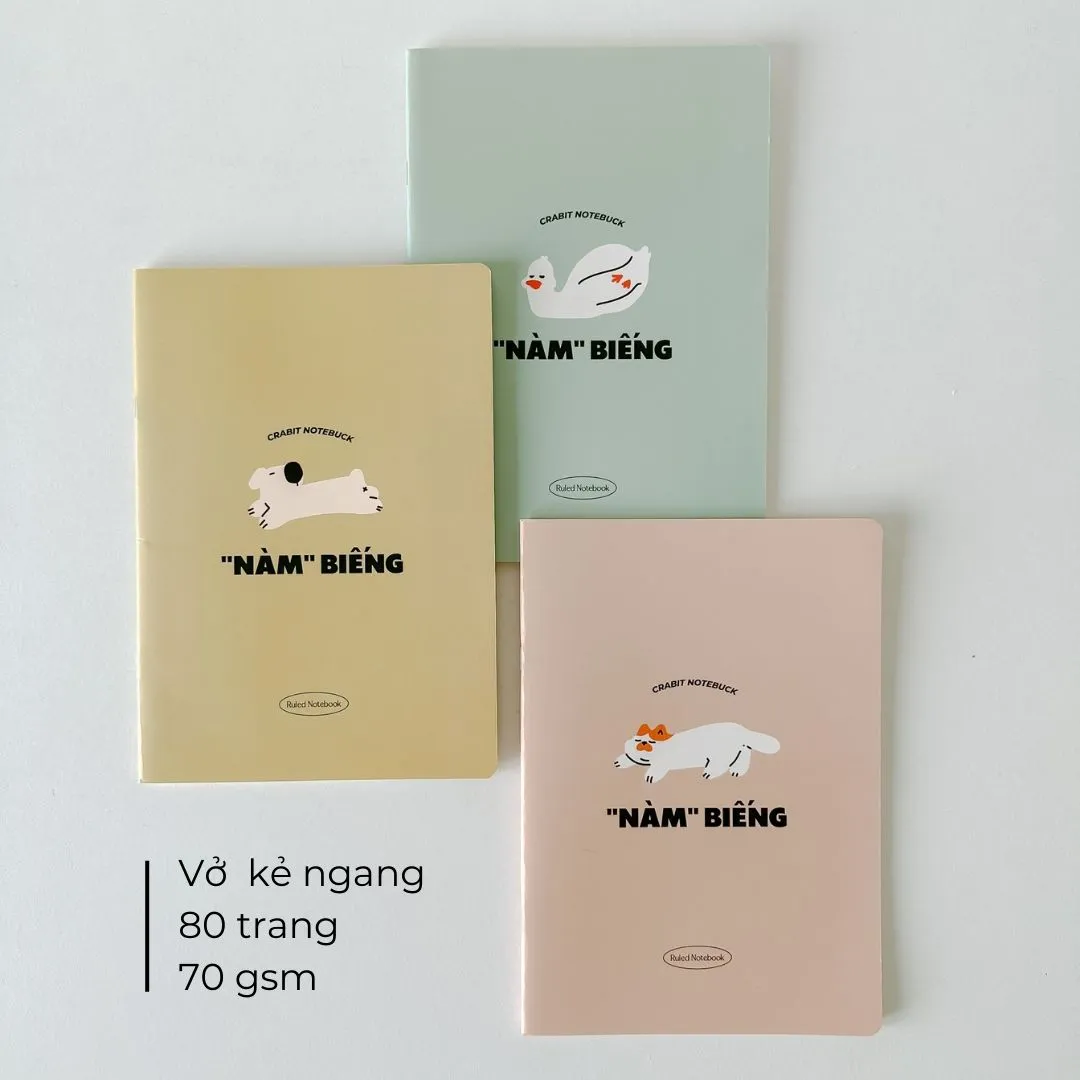 CRABIT NOTEBUCK
"NÀM" BIẾNG
Ruled Notebook
CRABIT NOTEBUCK
"NÀM" BIẾNG
Ruled Notebook
CRABIT NOTEBUCK
"NÀM" BIẾNG
Ruled Notebook
Vở kẻ ngang
80 trang
70 gsm